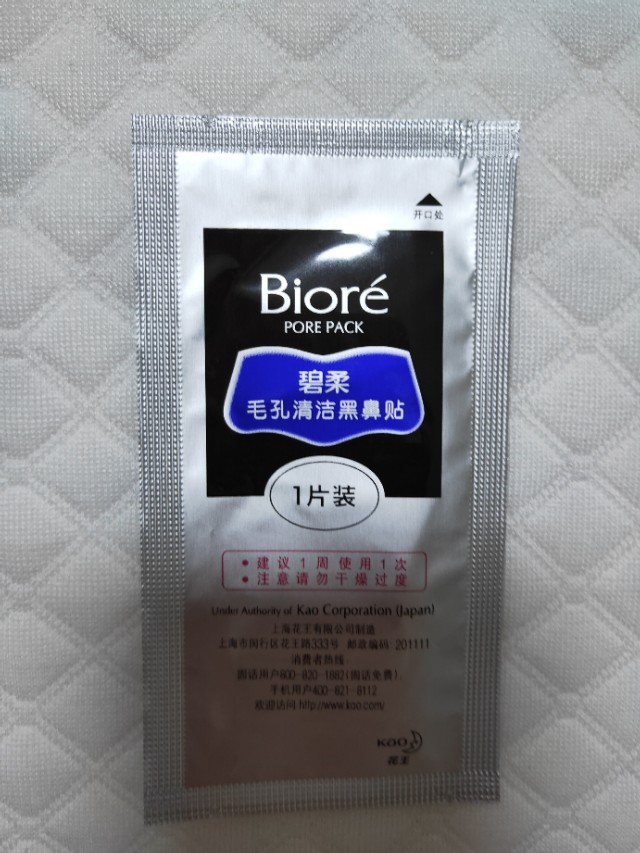 开口处
Bioré
PORE PACK
碧柔
毛孔清洁黑鼻贴
1片装
• 建议1周使用1次
• 注意请勿干燥过度
Under Authority of Kao Corporation (Japan)
上海花王有限公司制造
上海市闵行区花王路333号 邮政编码 201111
消费者热线
固话用户800-820-1882(固话免费).
手机用户400-821-8112
欢迎访问.http://www.kao.com/
Kao
花王